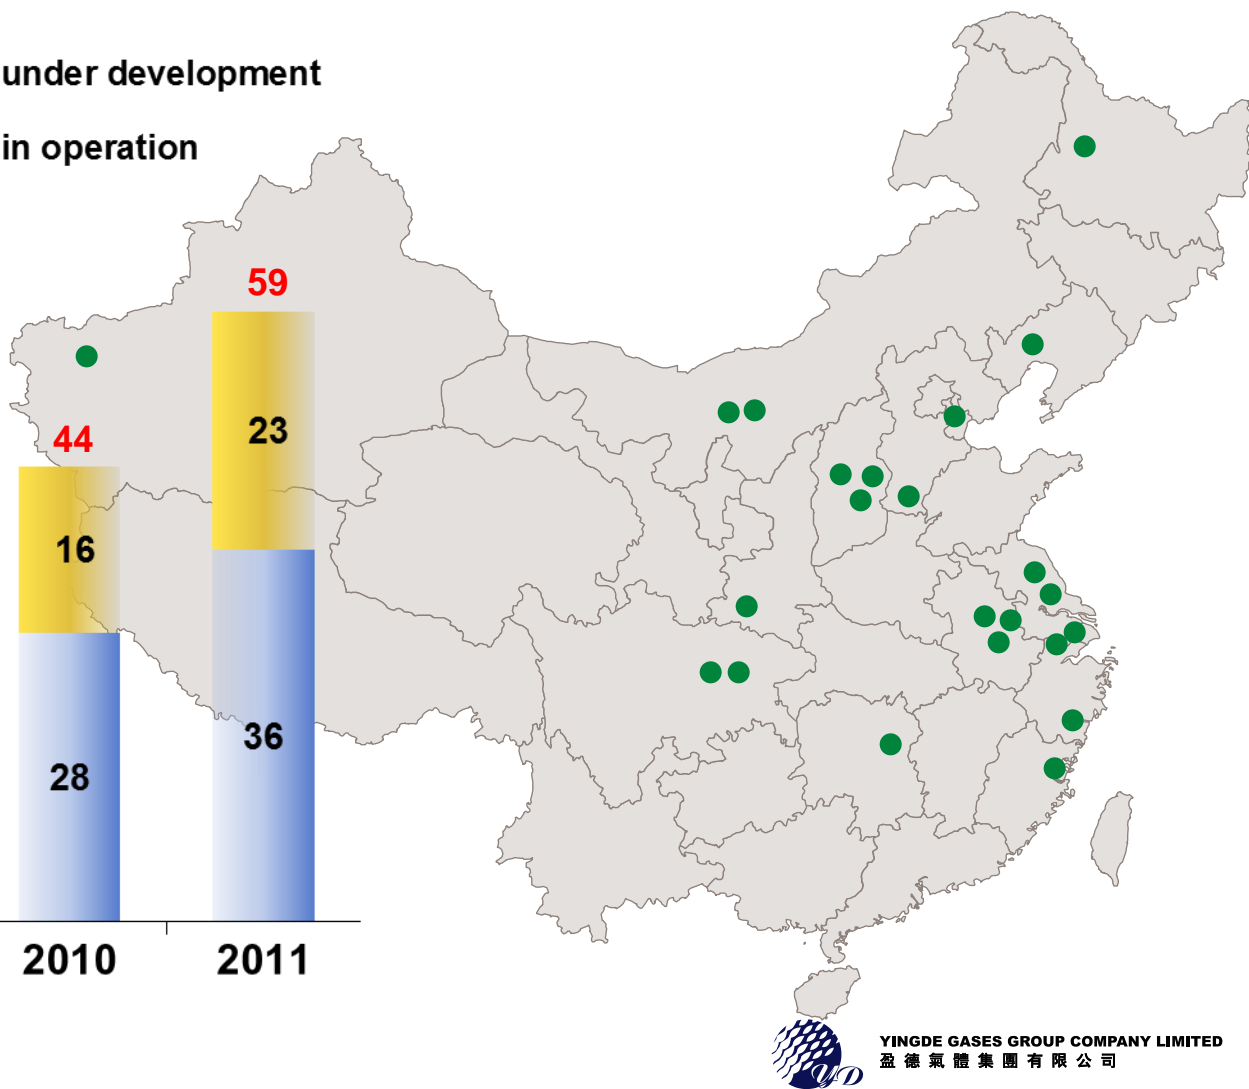 under development
in operation
59
44
23
16
36
28
2010
2011
YINGDE GASES GROUP COMPANY LIMITED
盈德氣體集團有限公司
YD